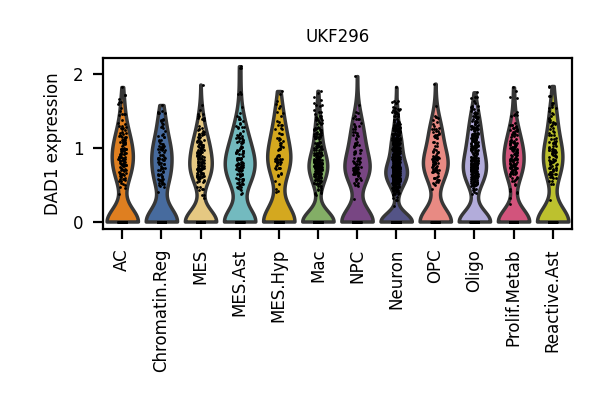 UKF296
DAD1 expression
2
1
0
AC
Chromatin.Reg
MES
MES.Ast
MES.Hyp
Mac
NPC
Neuron
OPC
Oligo
Prolif.Metab
Reactive.Ast